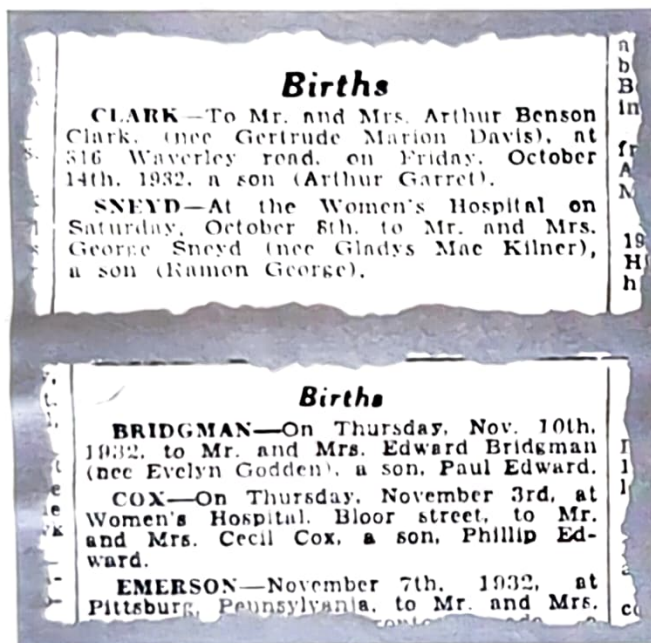 Births
CLARK—To Mr. and Mrs. Arthur Benson
Clark, (nee Gertrude Marion Davis), at
316 Waverley road, on Friday, October
14th, 1932, a son (Arthur Garret).
SNEYD—At the Women's Hospital on
Saturday, October 8th, to Mr. and Mrs.
George Sneyd (nee Gladys Mae Kilner),
a son (Ramon George).
Births
BRIDGMAN—On Thursday, Nov. 10th,
1932, to Mr. and Mrs. Edward Bridgman
(nee Evelyn Godden), a son, Paul Edward.
COX—On Thursday, November 3rd, at
Women's Hospital, Bloor street, to Mr.
and Mrs. Cecil Cox, a son, Phillip Ed-
ward.
EMERSON—November 7th, 1932, at
Pittsburg, Pennsylvania, to Mr. and Mrs.